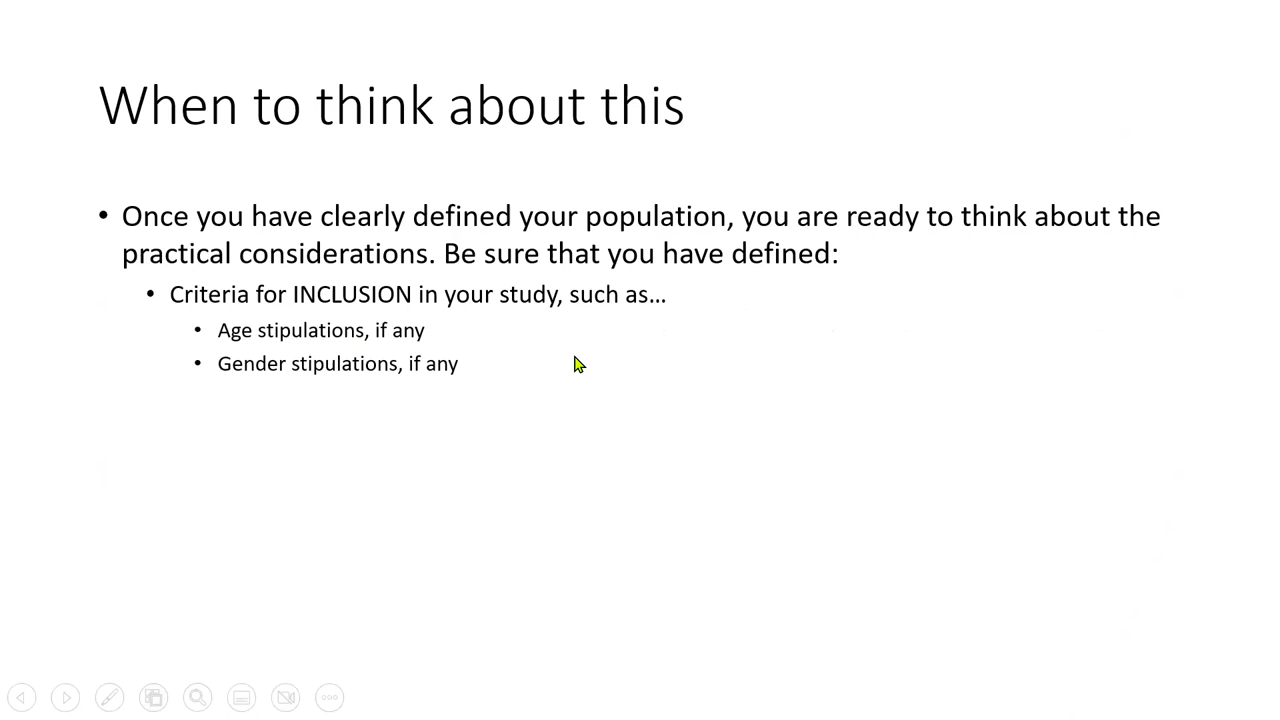 When to think about this
• Once you have clearly defined your population, you are ready to think about the
practical considerations. Be sure that you have defined:
• Criteria for INCLUSION in your study, such as…
• Age stipulations, if any
• Gender stipulations, if any